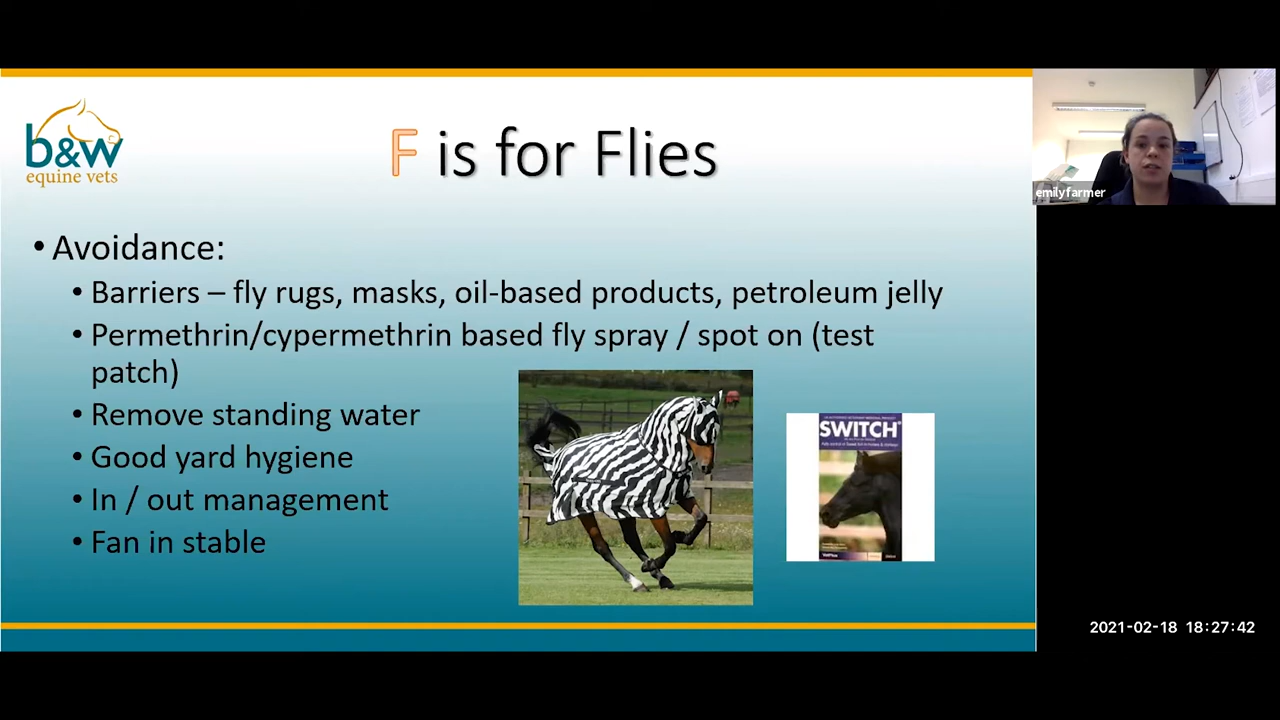 b&w
equine vets
F is for Flies
emilyfarmer
• Avoidance:
• Barriers – fly rugs, masks, oil-based products, petroleum jelly
• Permethrin/cypermethrin based fly spray / spot on (test
patch)
• Remove standing water
• Good yard hygiene
• In / out management
• Fan in stable
SWITCH
2021-02-18 18:27:42